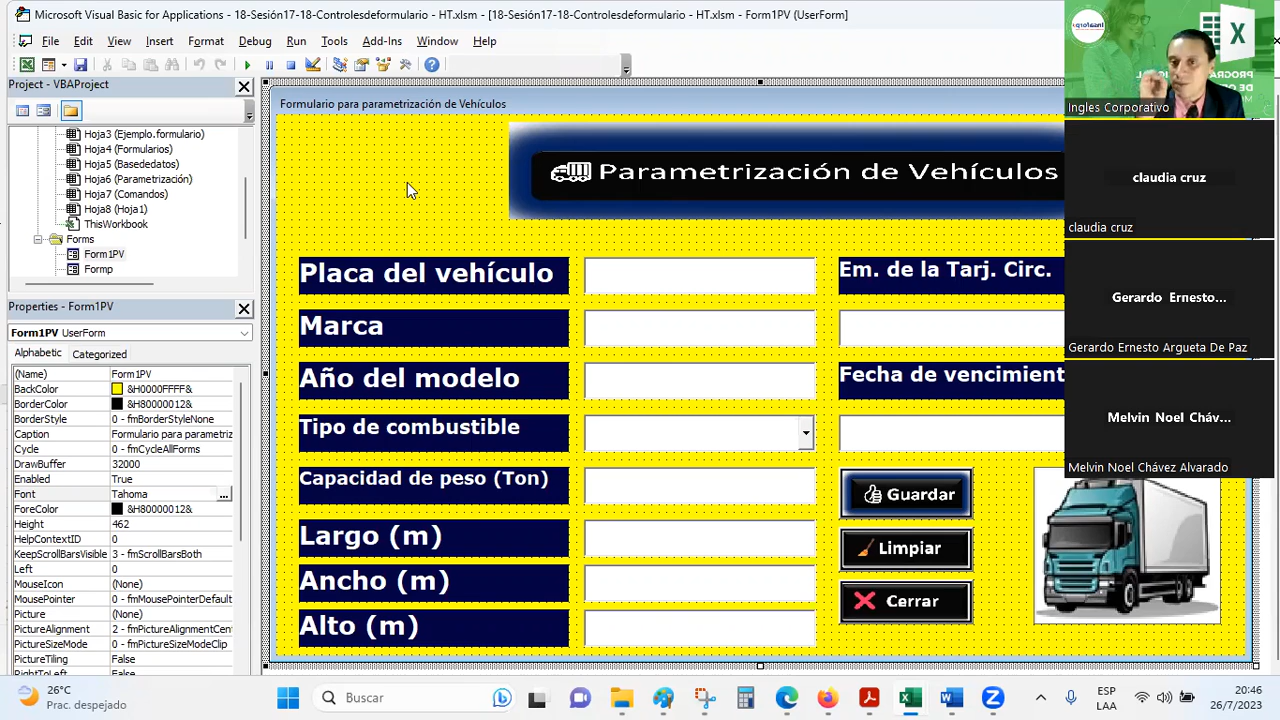 Microsoft Visual Basic for Applications - 18-Sesión17-18-Controlesdeformulario - HT.xlsm - [18-Sesión17-18-Controlesdeformulario - HT.xlsm - Form1PV (UserForm)]
File Edit View Insert Format Debug Run Tools Add-Ins Window Help
Project - VBAProject
Hoja3 (Ejemplo.formulario)
Hoja4 (Formularios)
Hoja5 (Basededatos)
Hoja6 (Parametrización)
Hoja7 (Comandos)
Hoja8 (Hoja1)
ThisWorkbook
Forms
Form1PV
Formp
Properties - Form1PV
Form1PV UserForm
Alphabetic Categorized
(Name) Form1PV
BackColor &H0000FFFF&
BorderColor &H80000012&
BorderStyle 0 - fmBorderStyleNone
Caption Formulario para parametriz
Cycle 0 - fmCycleAllForms
DrawBuffer 32000
Enabled True
Font Tahoma ...
ForeColor &H80000012&
Height 462
HelpContextID 0
KeepScrollBarsVisible 3 - fmScrollBarsBoth
Left 0
MouseIcon (None)
MousePointer 0 - fmMousePointerDefault
Picture (None)
PictureAlignment 2 - fmPictureAlignmentCent
PictureSizeMode 0 - fmPictureSizeModeClip
PictureTiling False
RightToLeft False
Formulario para parametrización de Vehículos
Parametrización de Vehículos
Placa del vehículo
Marca
Año del modelo
Tipo de combustible
Capacidad de peso (Ton)
Largo (m)
Ancho (m)
Alto (m)
Em. de la Tarj. Circ.
Fecha de vencimient
Guardar
Limpiar
Cerrar
Ingles Corporativo
claudia cruz
claudia cruz
Gerardo Ernesto...
Gerardo Ernesto Argueta De Paz
Melvin Noel Cháv...
Melvin Noel Chávez Alvarado
26°C
rac. despejado
Buscar
ESP
LAA
20:46
26/7/2023